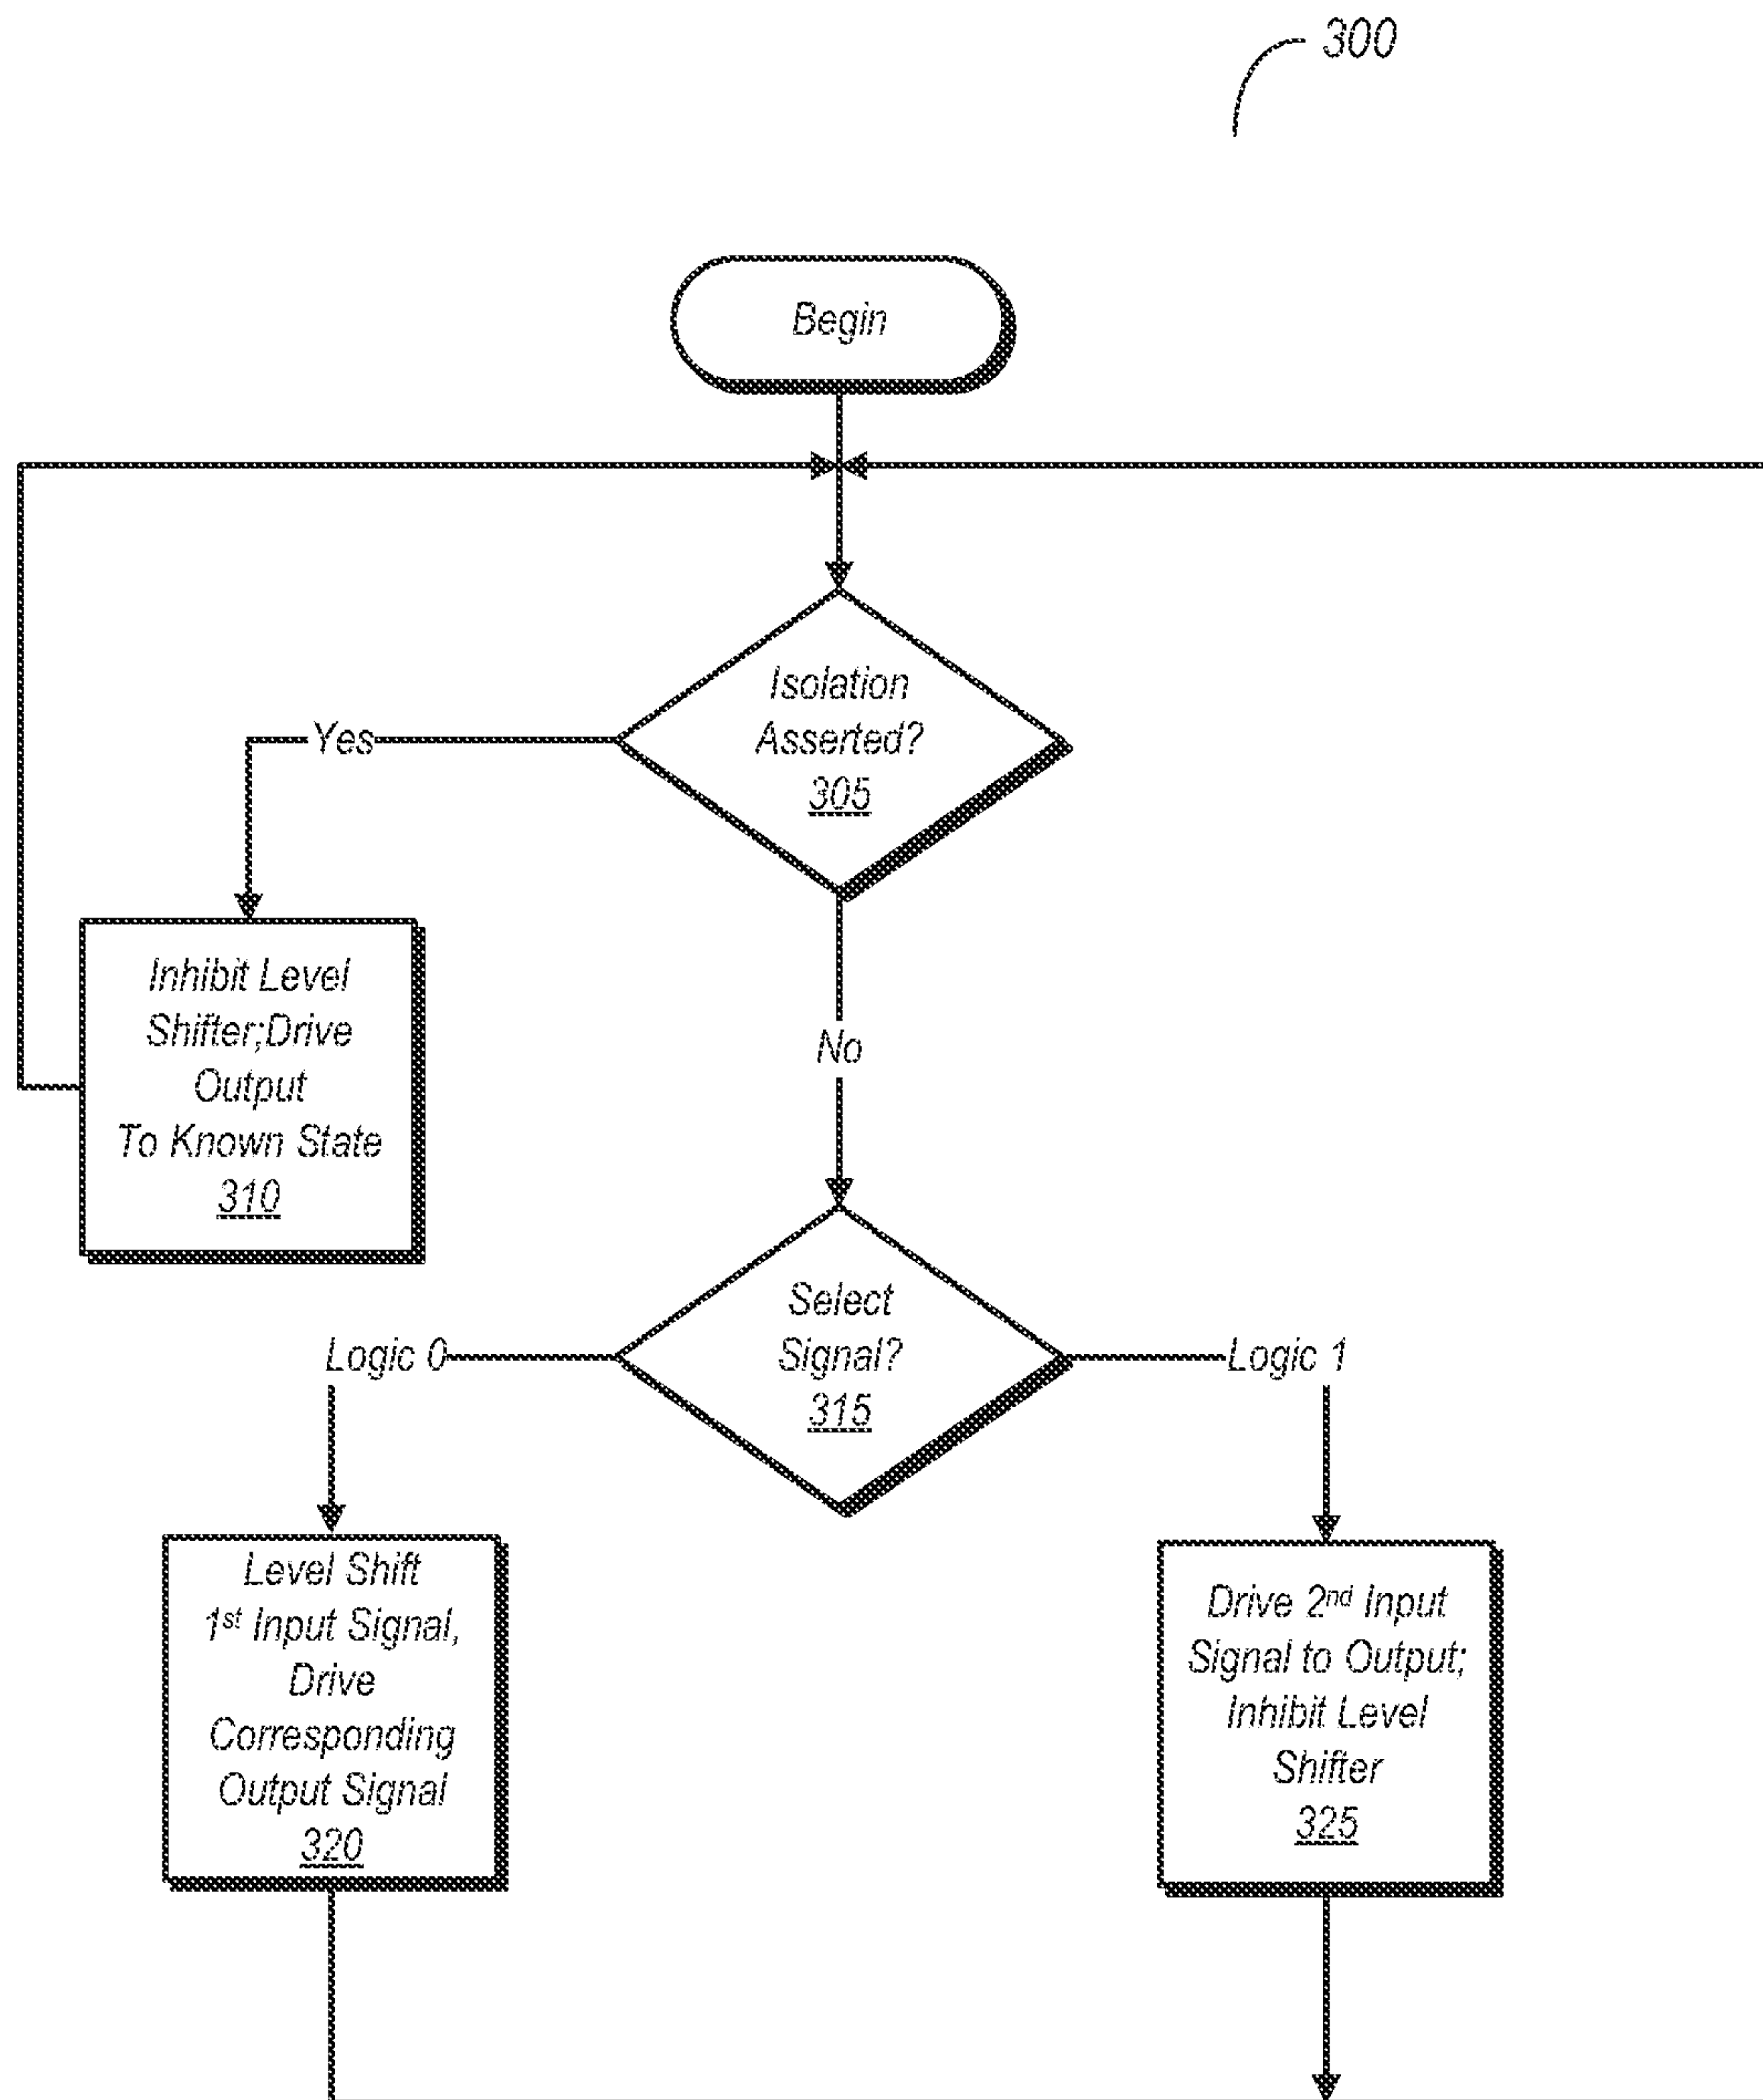 300
Begin
Isolation
Asserted?
305
Yes
Inhibit Level
Shifter;Drive
Output
To Known State
310
No
Select
Signal?
315
Logic 0
Logic 1
Level Shift
1st Input Signal,
Drive
Corresponding
Output Signal
320
Drive 2nd Input
Signal to Output;
Inhibit Level
Shifter
325